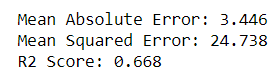 Mean Absolute Error: 3.446
Mean Squared Error: 24.738
R2 Score: 0.668